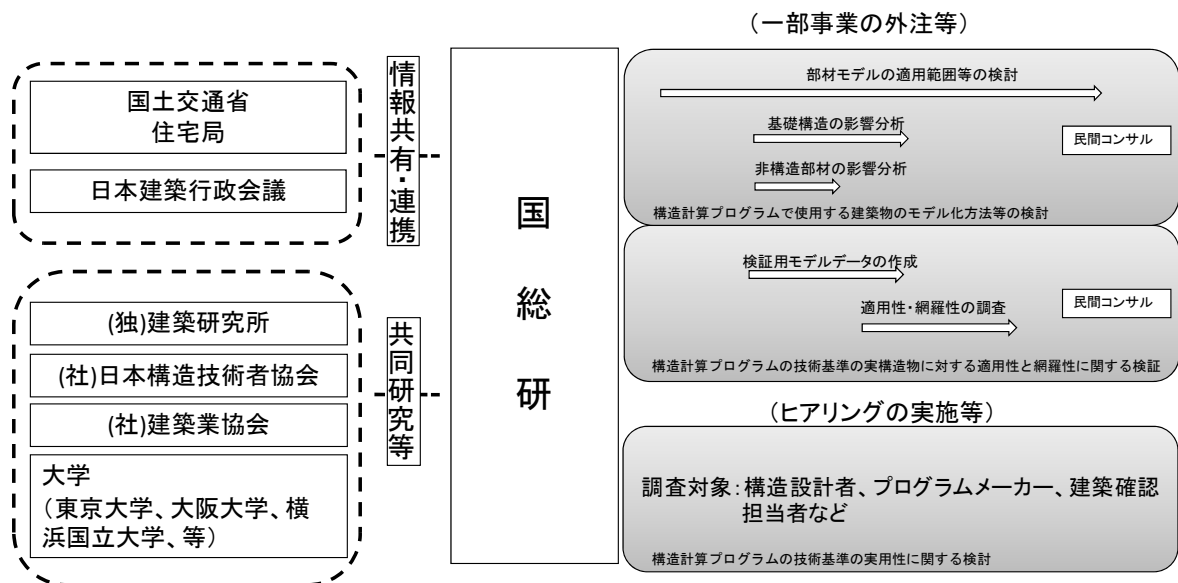 国土交通省
住宅局
日本建築行政会議
情報共有・連携
(独)建築研究所
(社)日本構造技術者協会
(社)建築業協会
大学
（東京大学、大阪大学、横
浜国立大学、等）
共同研究等
国総研
（一部事業の外注等）
部材モデルの適用範囲等の検討
基礎構造の影響分析
民間コンサル
非構造部材の影響分析
構造計算プログラムで使用する建築物のモデル化方法等の検討
検証用モデルデータの作成
民間コンサル
適用性・網羅性の調査
構造計算プログラムの技術基準の実構造物に対する適用性と網羅性に関する検証
（ヒアリングの実施等）
調査対象：構造設計者、プログラムメーカー、建築確認
担当者など
構造計算プログラムの技術基準の実用性に関する検討